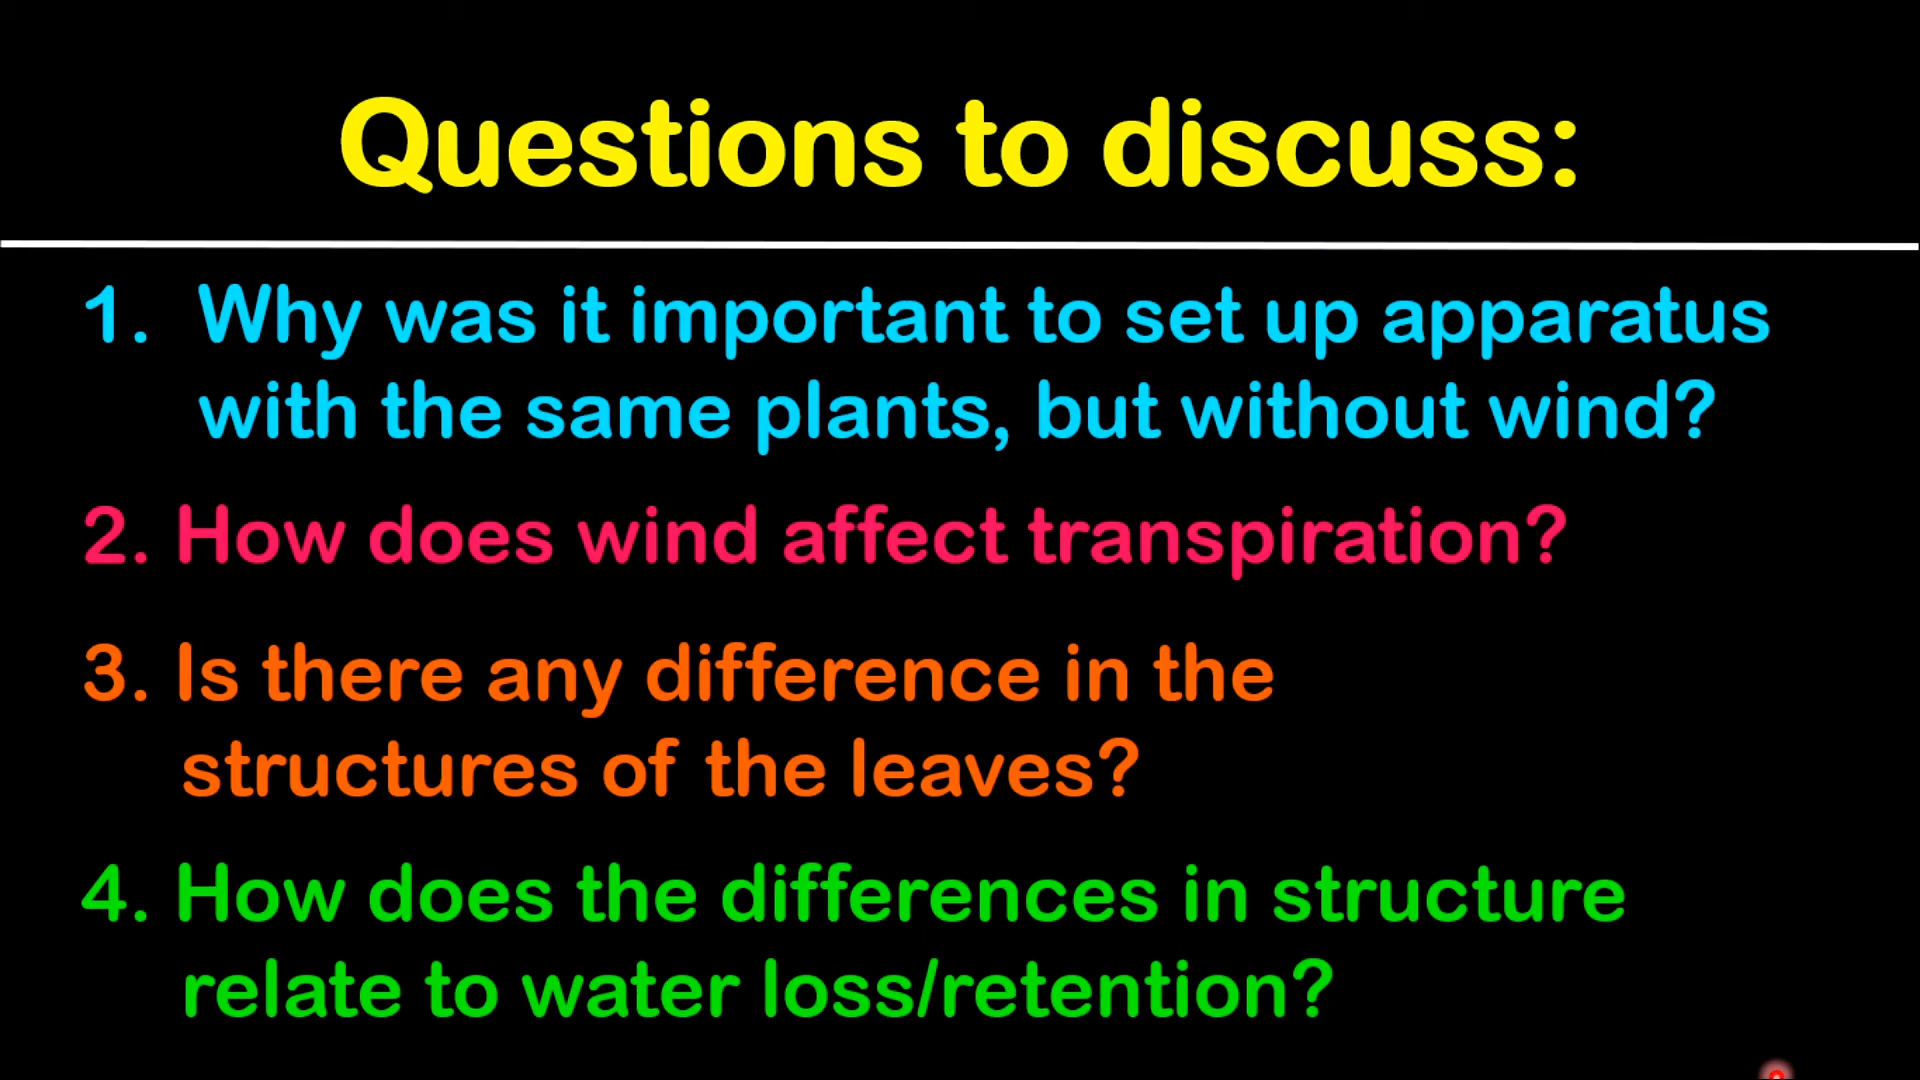 Questions to discuss:
1. Why was it important to set up apparatus
with the same plants, but without wind?
2. How does wind affect transpiration?
3. Is there any difference in the
structures of the leaves?
4. How does the differences in structure
relate to water loss/retention?